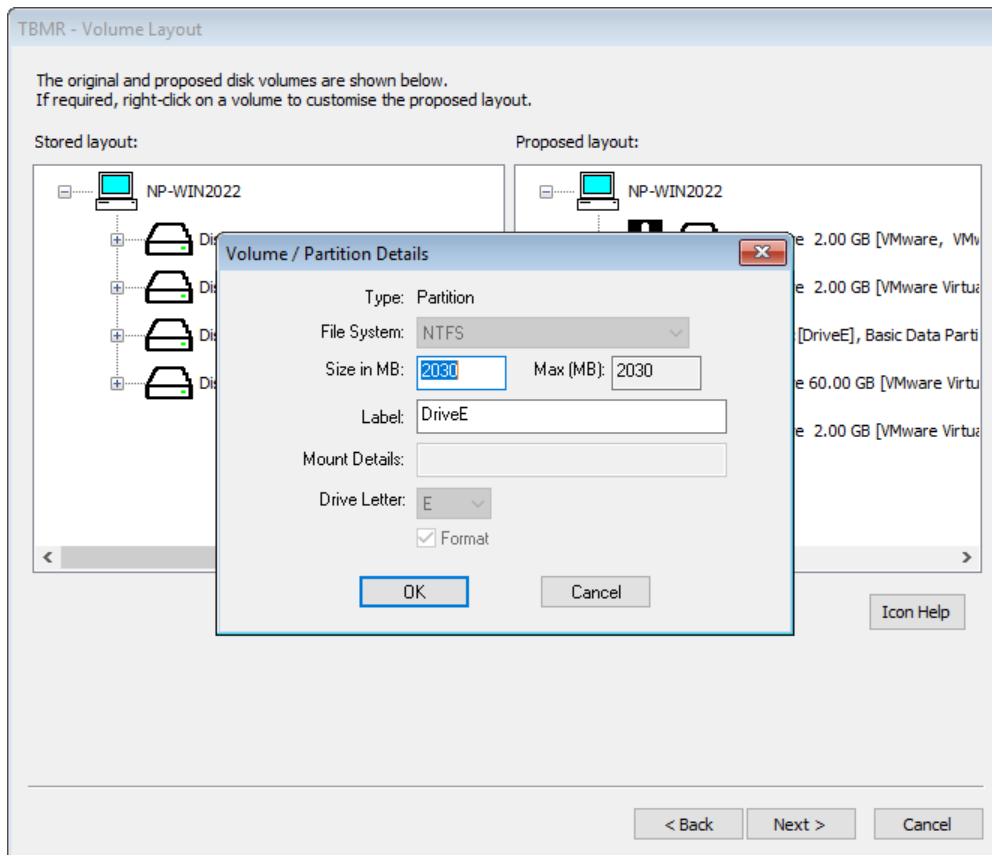 TBMR - Volume Layout
The original and proposed disk volumes are shown below.
If required, right-click on a volume to customise the proposed layout.
Stored layout:
Proposed layout:
NP-WIN2022
NP-WIN2022
2.00 GB [VMware, VMw
2.00 GB [VMware Virtua
[DriveE], Basic Data Parti
60.00 GB [VMware Virtu
2.00 GB [VMware Virtua
Volume / Partition Details
Type: Partition
File System: NTFS
Size in MB: 2030 Max (MB): 2030
Label: DriveE
Mount Details:
Drive Letter: E
Format
OK Cancel
Icon Help
< Back Next > Cancel